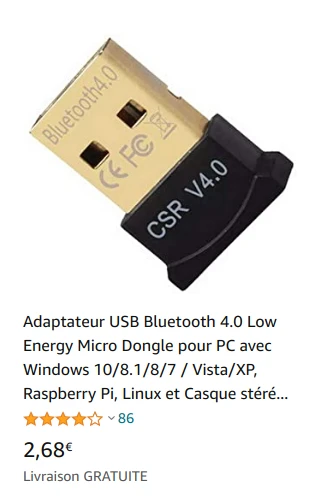 Bluetooth4.0
CE FC
CSR V4.0
Adaptateur USB Bluetooth 4.0 Low
Energy Micro Dongle pour PC avec
Windows 10/8.1/8/7 / Vista/XP,
Raspberry Pi, Linux et Casque stéré...
86
2,68€
Livraison GRATUITE